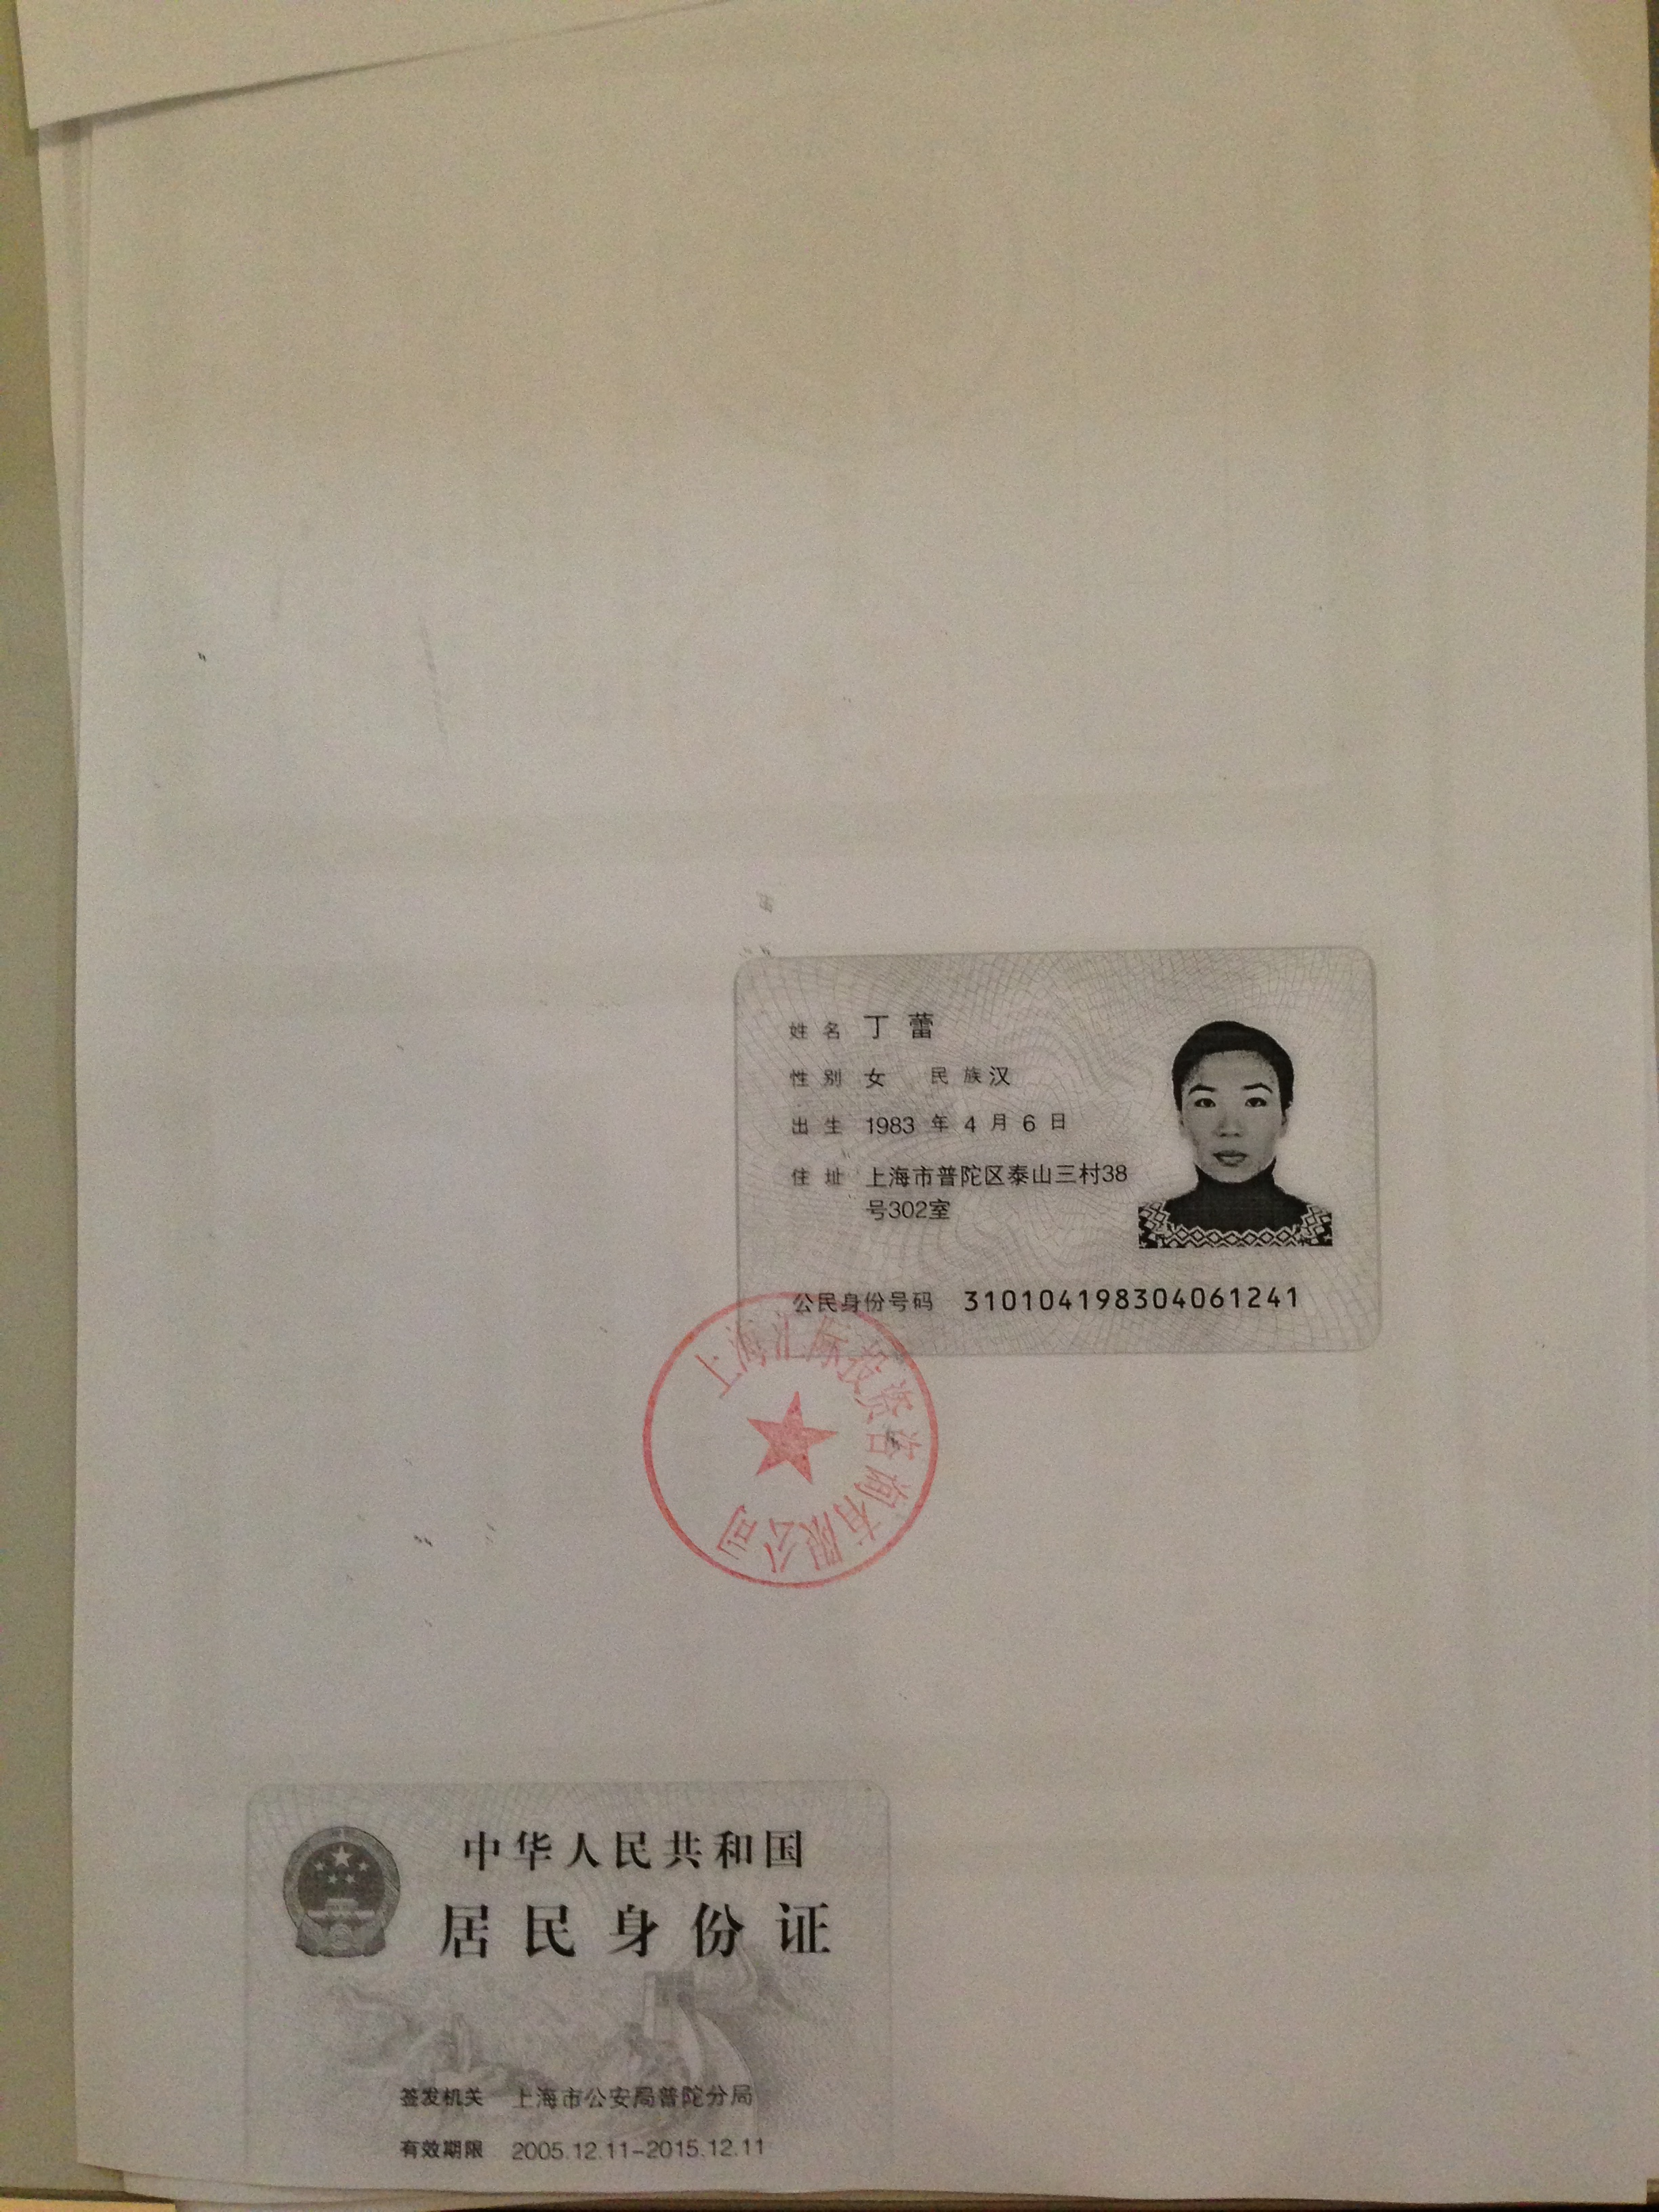 姓名 丁蕾
性别 女 民族 汉
出生 1983 年 4 月 6 日
住址 上海市普陀区泰山三村38
号302室
公民身份号码 310104198304061241
上海汇 投资咨询有限公司
中华人民共和国
居民身份证
签发机关 上海市公安局普陀分局
有效期限 2005.12.11-2015.12.11